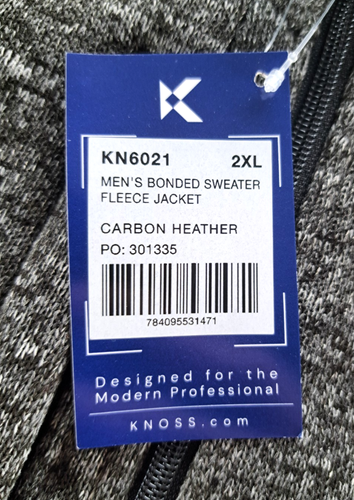 KN6021 2XL
MEN'S BONDED SWEATER
FLEECE JACKET
CARBON HEATHER
PO: 301335
784095531471
Designed for the
Modern Professional
KNOSS.com